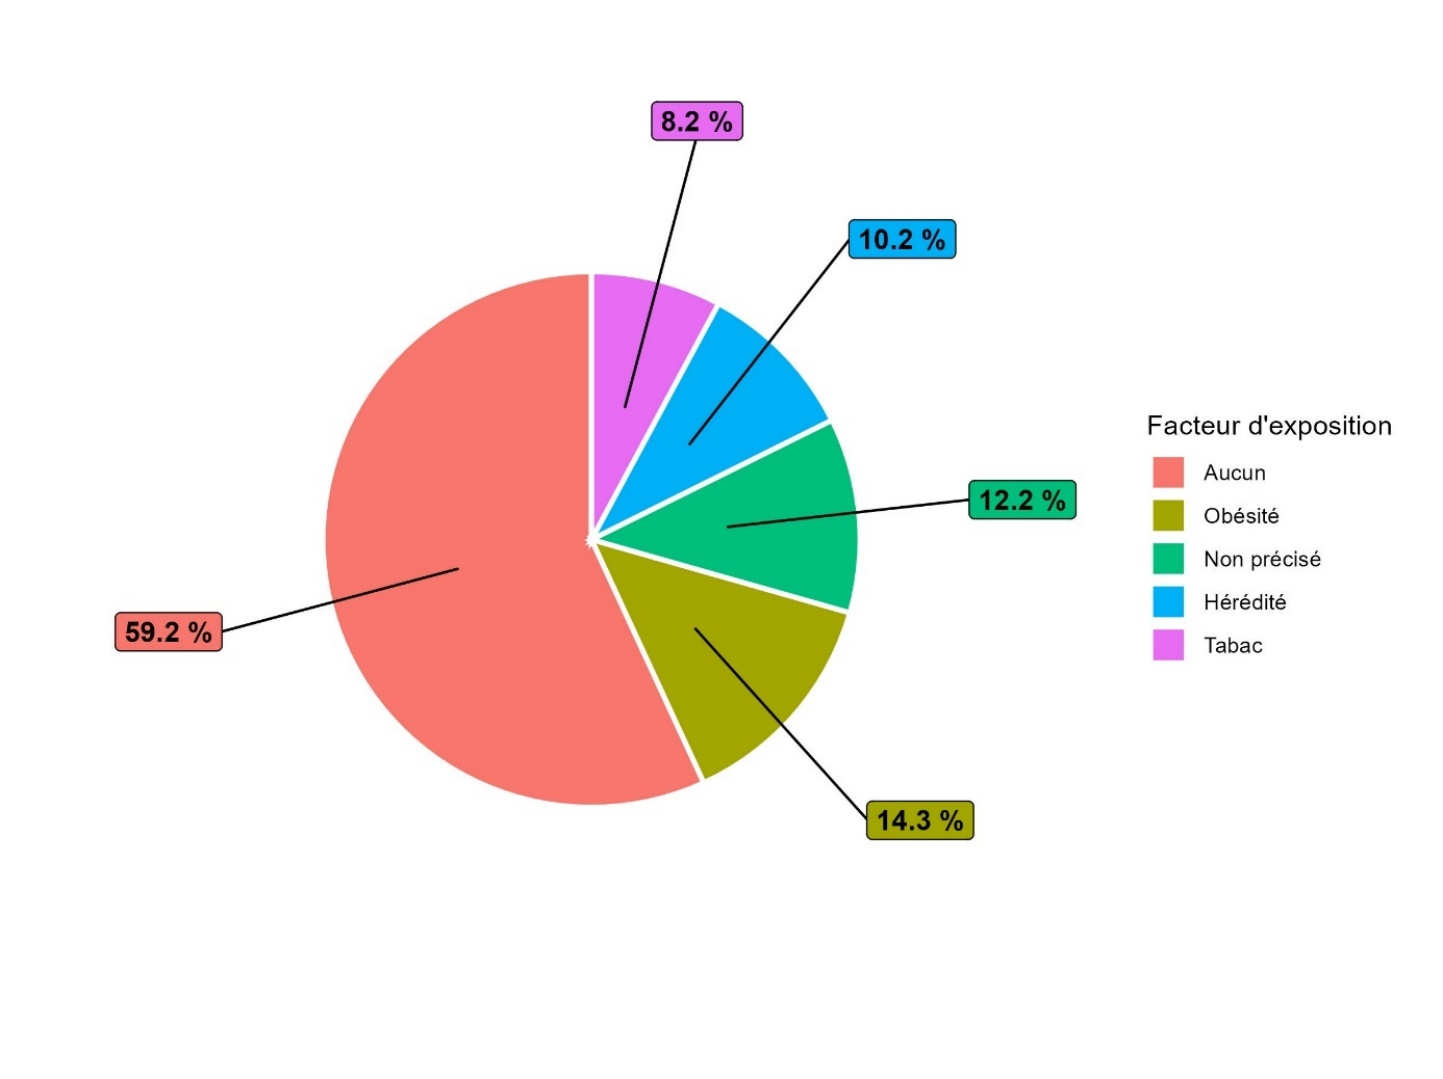 8.2 %
10.2 %
12.2 %
59.2 %
14.3 %
Facteur d'exposition
Aucun
Obésité
Non précisé
Hérédité
Tabac